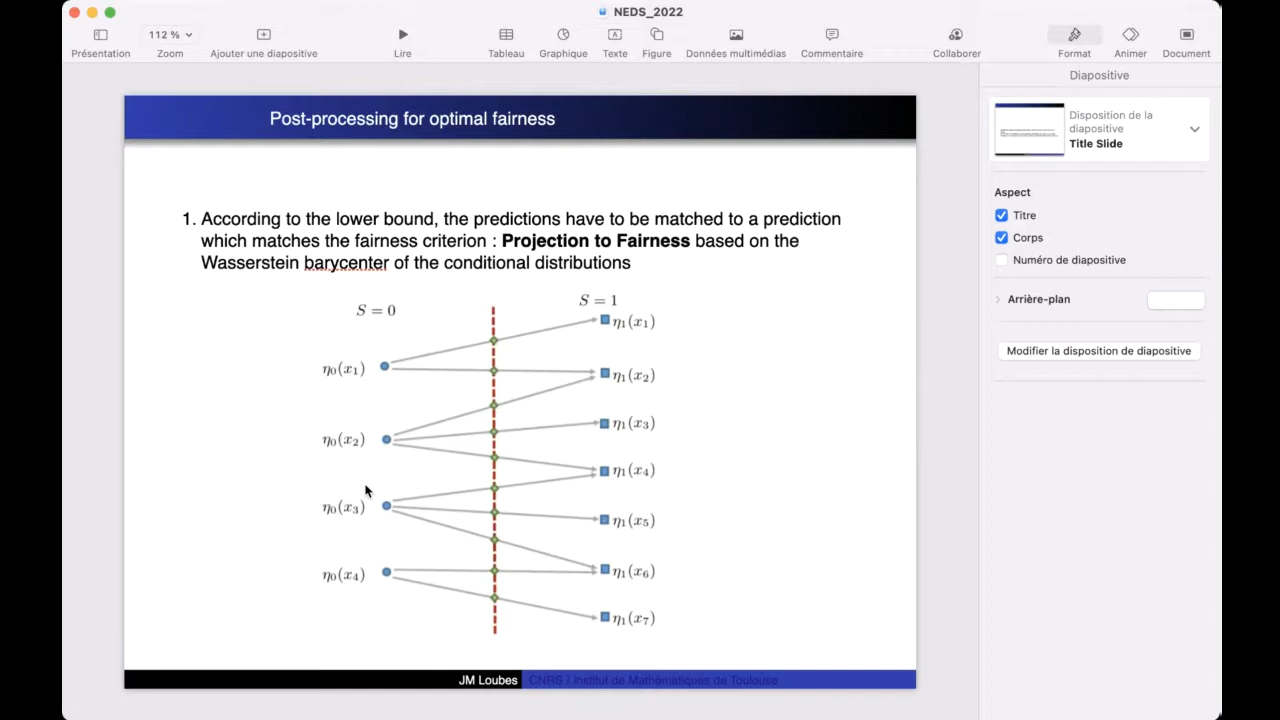 NEDS_2022
112 %
Présentation
Zoom
Ajouter une diapositive
Lire
Tableau
Graphique
Texte
Figure
Données multimédias
Commentaire
Collaborer
Format
Animer
Document
Diapositive
Disposition de la
diapositive
Title Slide
Aspect
Titre
Corps
Numéro de diapositive
Arrière-plan
Modifier la disposition de diapositive
Post-processing for optimal fairness
1. According to the lower bound, the predictions have to be matched to a prediction
which matches the fairness criterion : Projection to Fairness based on the
Wasserstein barycenter of the conditional distributions
S = 0
S = 1
η₀(x₁)
η₀(x₂)
η₀(x₃)
η₀(x₄)
η₁(x₁)
η₁(x₂)
η₁(x₃)
η₁(x₄)
η₁(x₅)
η₁(x₆)
η₁(x₇)
JM Loubes
CNRS / Institut de Mathématiques de Toulouse